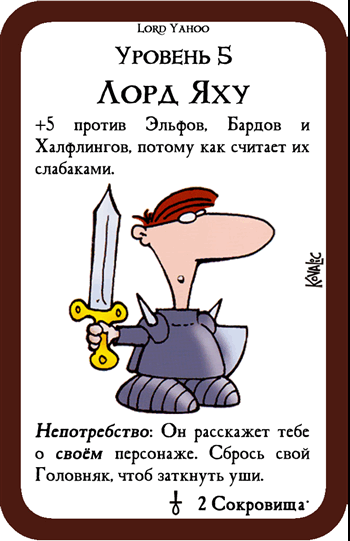 Lord Yahoo
Уровень 5
Лорд Яху
+5 против Эльфов, Бардов и
Халфлингов, потому как считает их
слабаками.
Kovalic
Непотребство: Он расскажет тебе
о своём персонаже. Сбрось свой
Головняк, чтоб заткнуть уши.
2 Сокровища